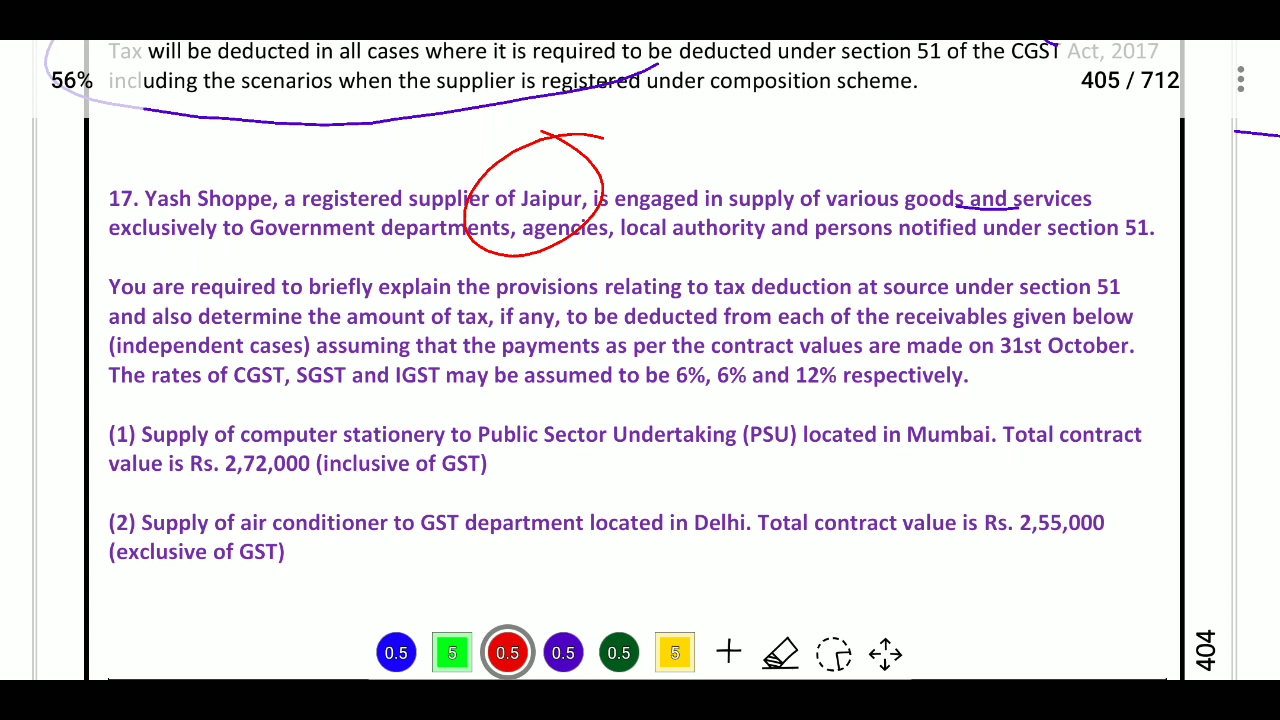 Tax will be deducted in all cases where it is required to be deducted under section 51 of the CGST Act, 2017
56% including the scenarios when the supplier is registered under composition scheme. 405 / 712
17. Yash Shoppe, a registered supplier of Jaipur, is engaged in supply of various goods and services
exclusively to Government departments, agencies, local authority and persons notified under section 51.
You are required to briefly explain the provisions relating to tax deduction at source under section 51
and also determine the amount of tax, if any, to be deducted from each of the receivables given below
(independent cases) assuming that the payments as per the contract values are made on 31st October.
The rates of CGST, SGST and IGST may be assumed to be 6%, 6% and 12% respectively.
(1) Supply of computer stationery to Public Sector Undertaking (PSU) located in Mumbai. Total contract
value is Rs. 2,72,000 (inclusive of GST)
(2) Supply of air conditioner to GST department located in Delhi. Total contract value is Rs. 2,55,000
(exclusive of GST)
0.5 5 0.5 0.5 0.5 5
404